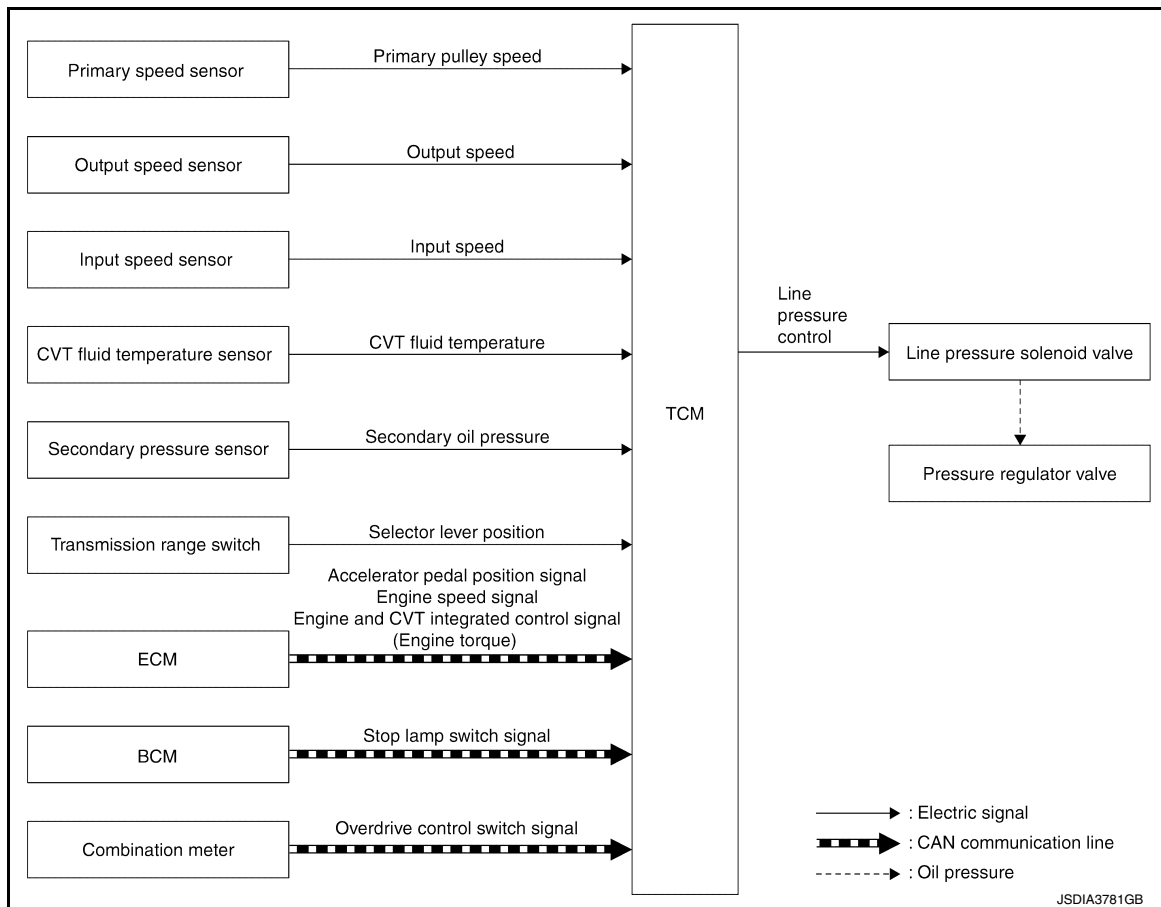 Primary speed sensor
Primary pulley speed
Output speed sensor
Output speed
Input speed sensor
Input speed
CVT fluid temperature sensor
CVT fluid temperature
Secondary pressure sensor
Secondary oil pressure
Transmission range switch
Selector lever position
ECM
Accelerator pedal position signal
Engine speed signal
Engine and CVT integrated control signal
(Engine torque)
BCM
Stop lamp switch signal
Combination meter
Overdrive control switch signal
TCM
Line
pressure
control
Line pressure solenoid valve
Pressure regulator valve
: Electric signal
: CAN communication line
: Oil pressure
JSDIA3781GB